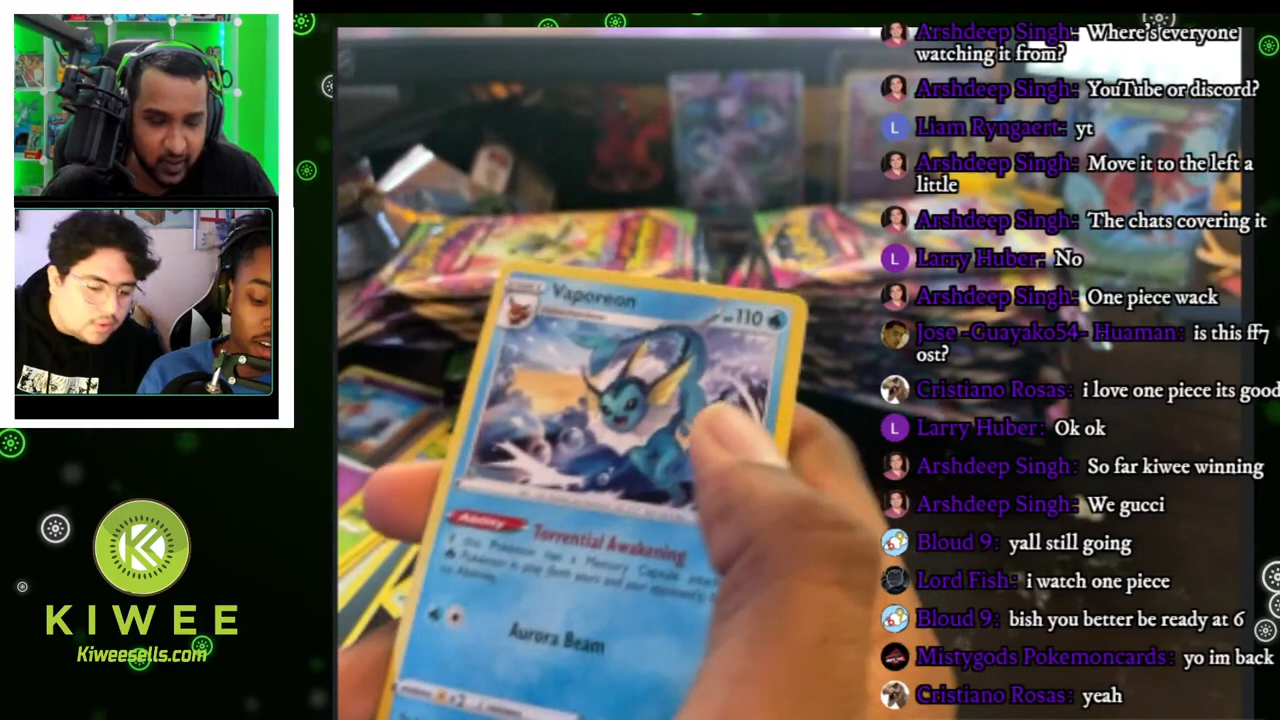 Arshdeep Singh: Where's everyone
watching it from?
Arshdeep Singh: YouTube or discord?
L Liam Ryngaert: yt
Arshdeep Singh: Move it to the left a
little
Arshdeep Singh: The chats covering it
L Larry Huber: No
Arshdeep Singh: One piece wack
Jose -Guayako54- Huaman: is this ff7
ost?
Cristiano Rosas: i love one piece its good
L Larry Huber: Ok ok
Arshdeep Singh: So far kiwee winning
Arshdeep Singh: We gucci
Bloud 9: yall still going
Lord Fish: i watch one piece
Bloud 9: bish you better be ready at 6
Mistygods Pokemoncards: yo im back
Cristiano Rosas: yeah
Vaporeon
110
Ability Torrential Awakening
Aurora Beam
x2
K
KIWEE
Kiweesells.com